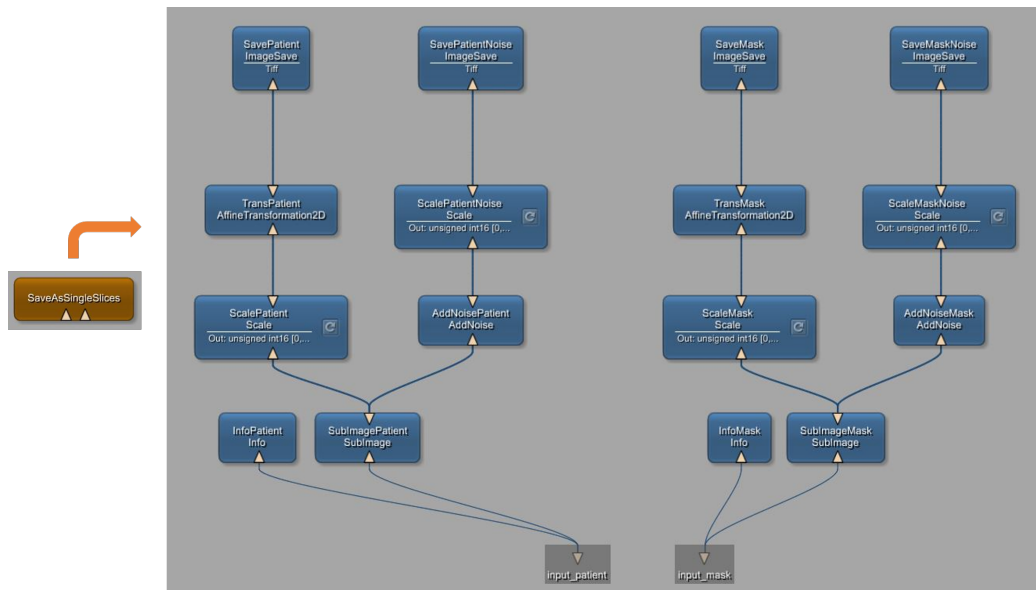 SavePatient
ImageSave
Tiff
SavePatientNoise
ImageSave
Tiff
SaveMask
ImageSave
Tiff
SaveMaskNoise
ImageSave
Tiff
TransPatient
AffineTransformation2D
ScalePatientNoise
Scale
Out: unsigned int16 [0,...
TransMask
AffineTransformation2D
ScaleMaskNoise
Scale
Out: unsigned int16 [0,...
SaveAsSingleSlices
ScalePatient
Scale
Out: unsigned int16 [0,...
AddNoisePatient
AddNoise
ScaleMask
Scale
Out: unsigned int16 [0,...
AddNoiseMask
AddNoise
InfoPatient
Info
SubImagePatient
SubImage
InfoMask
Info
SubImageMask
SubImage
input_patient
input_mask